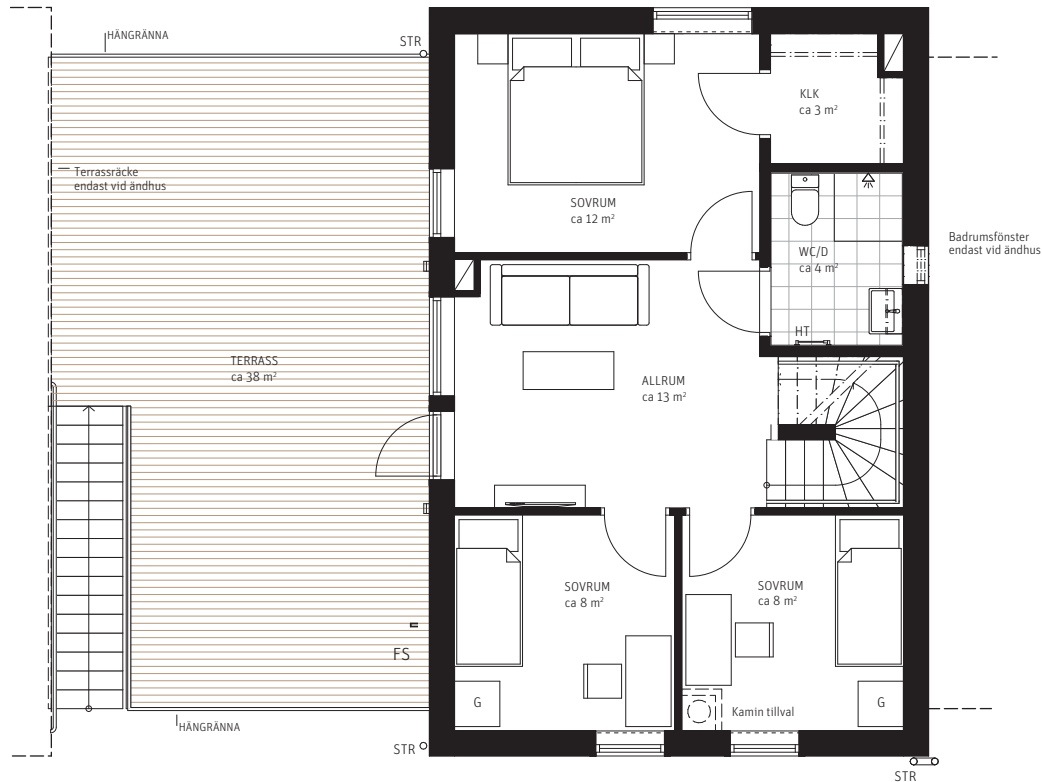 HÄNGRÄNNA
STR
KLK
ca 3 m²
Terrassräcke
endast vid ändhus
SOVRUM
ca 12 m²
WC/D
ca 4 m²
Badrumsfönster
endast vid ändhus
HT
TERRASS
ca 38 m²
ALLRUM
ca 13 m²
SOVRUM
ca 8 m²
SOVRUM
ca 8 m²
FS
G
G
Kamin tillval
HÄNGRÄNNA
STR
STR